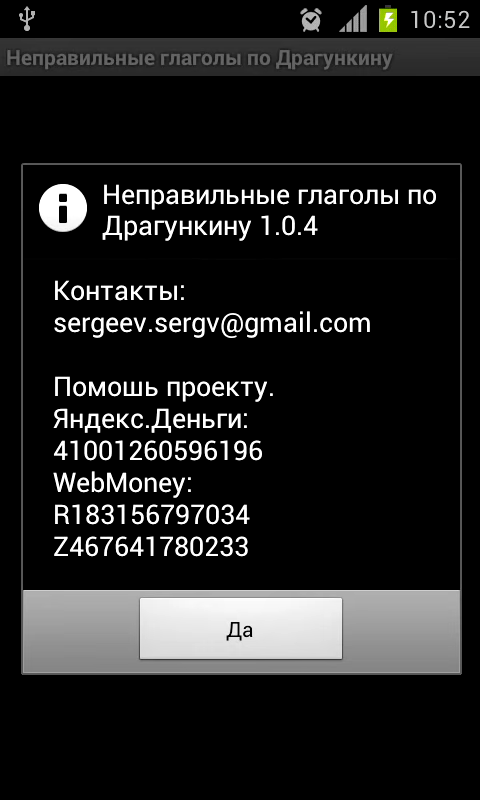 10:52
Неправильные глаголы по Драгункину
Неправильные глаголы по
Драгункину 1.0.4
Контакты:
sergeev.sergv@gmail.com
Помошь проекту.
Яндекс.Деньги:
41001260596196
WebMoney:
R183156797034
Z467641780233
Да